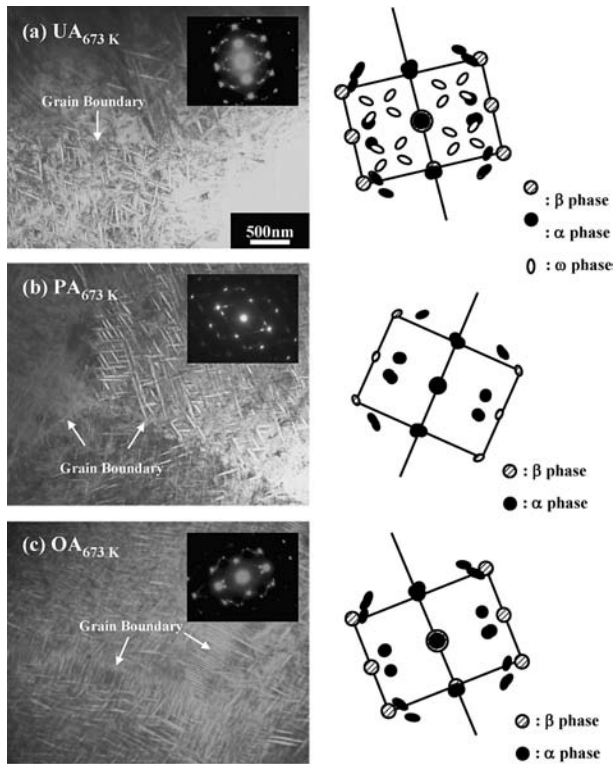 (a) UA673 K
Grain Boundary
500nm
: β phase
: α phase
: ω phase
(b) PA673 K
Grain Boundary
: β phase
: α phase
(c) OA673 K
Grain Boundary
: β phase
: α phase